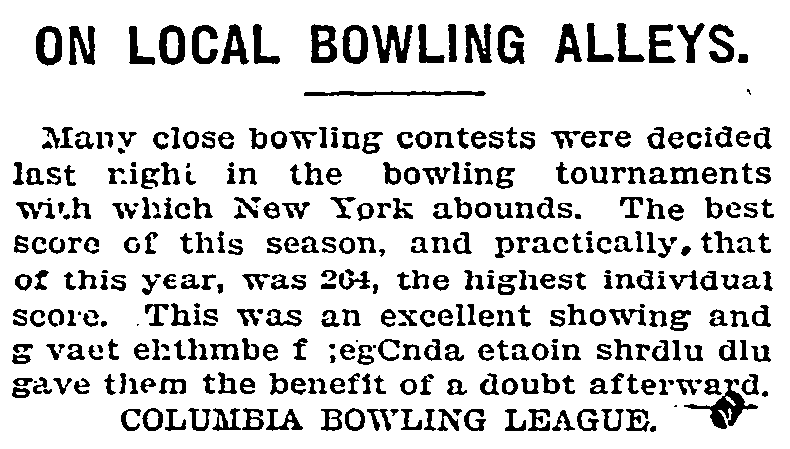 ON LOCAL BOWLING ALLEYS.
Many close bowling contests were decided
last night in the bowling tournaments
with which New York abounds. The best
score of this season, and practically, that
of this year, was 264, the highest individual
score. This was an excellent showing and
g vaet ehthmbe f ;egCnda etaoin shrdlu dlu
gave them the benefit of a doubt afterward.
COLUMBIA BOWLING LEAGUE.